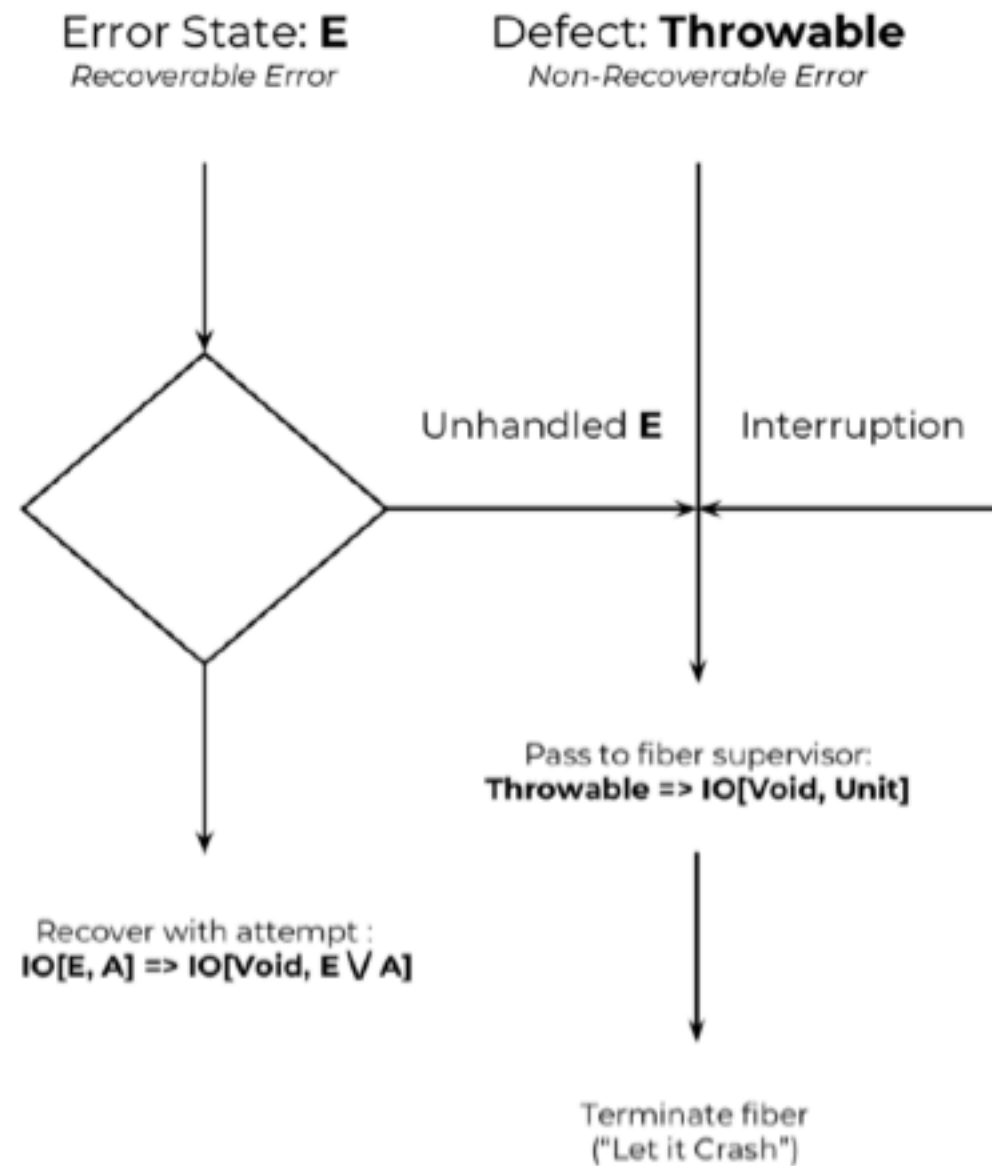 Error State: E
Recoverable Error
Defect: Throwable
Non-Recoverable Error
Unhandled E
Interruption
Pass to fiber supervisor:
Throwable => IO[Void, Unit]
Recover with attempt :
IO[E, A] => IO[Void, E \/ A]
Terminate fiber
("Let it Crash")